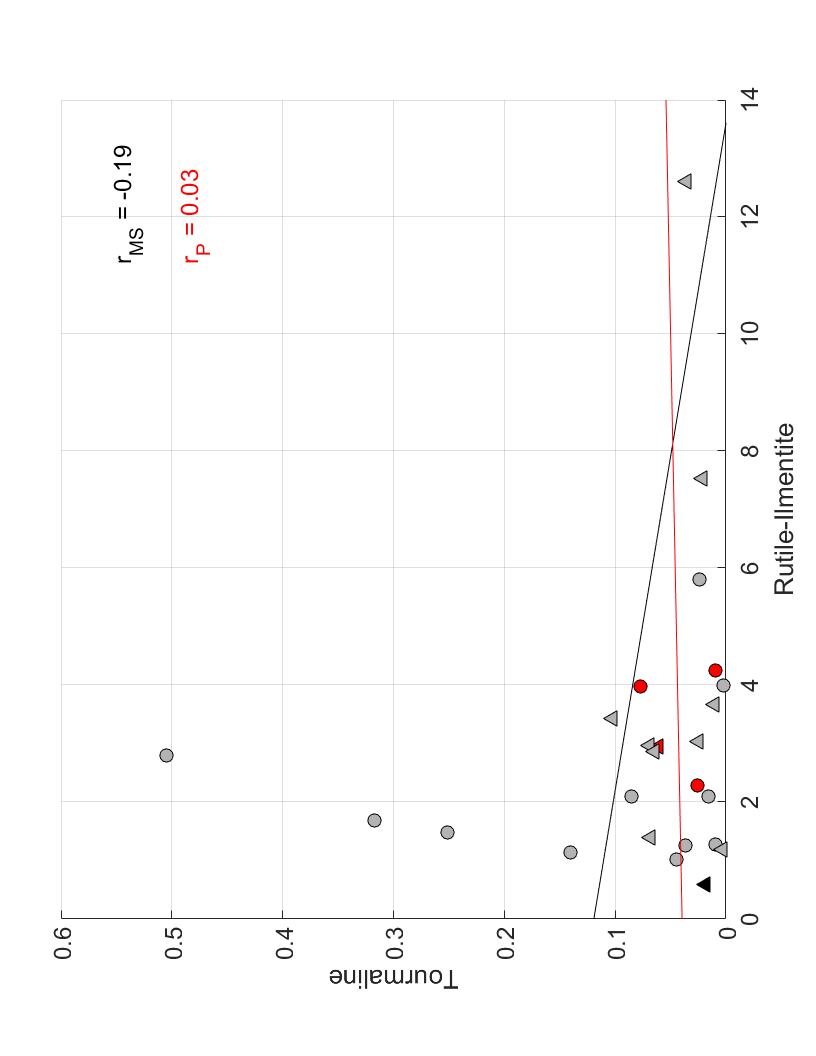 0.6
0.5
0.4
0.3
0.2
0.1
0
0 2 4 6 8 10 12 14
Tourmaline
Rutile-Ilmentite
r_MS = -0.19
r_P = 0.03